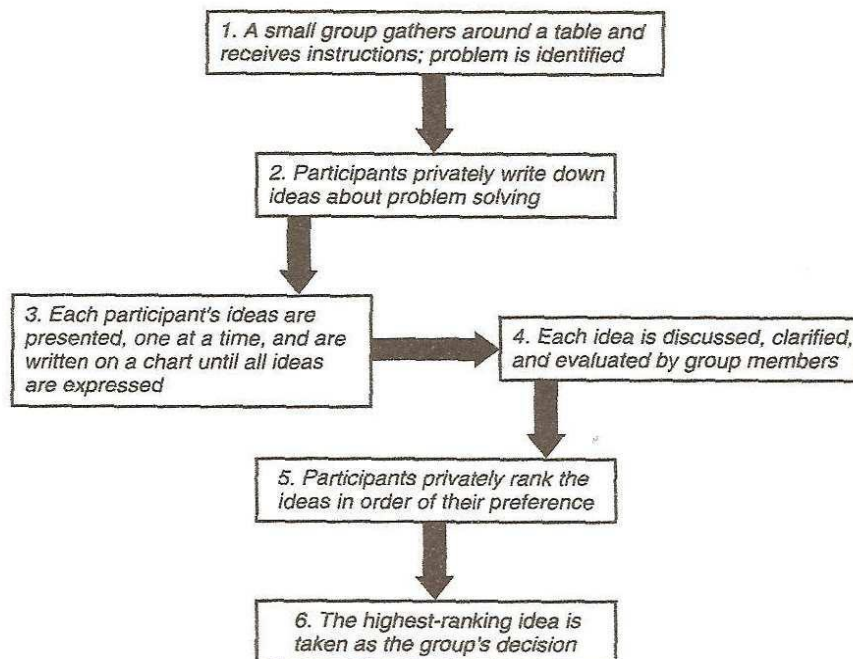 1. A small group gathers around a table and
receives instructions; problem is identified
2. Participants privately write down
ideas about problem solving
3. Each participant's ideas are
presented, one at a time, and are
written on a chart until all ideas
are expressed
4. Each idea is discussed, clarified,
and evaluated by group members
5. Participants privately rank the
ideas in order of their preference
6. The highest-ranking idea is
taken as the group's decision